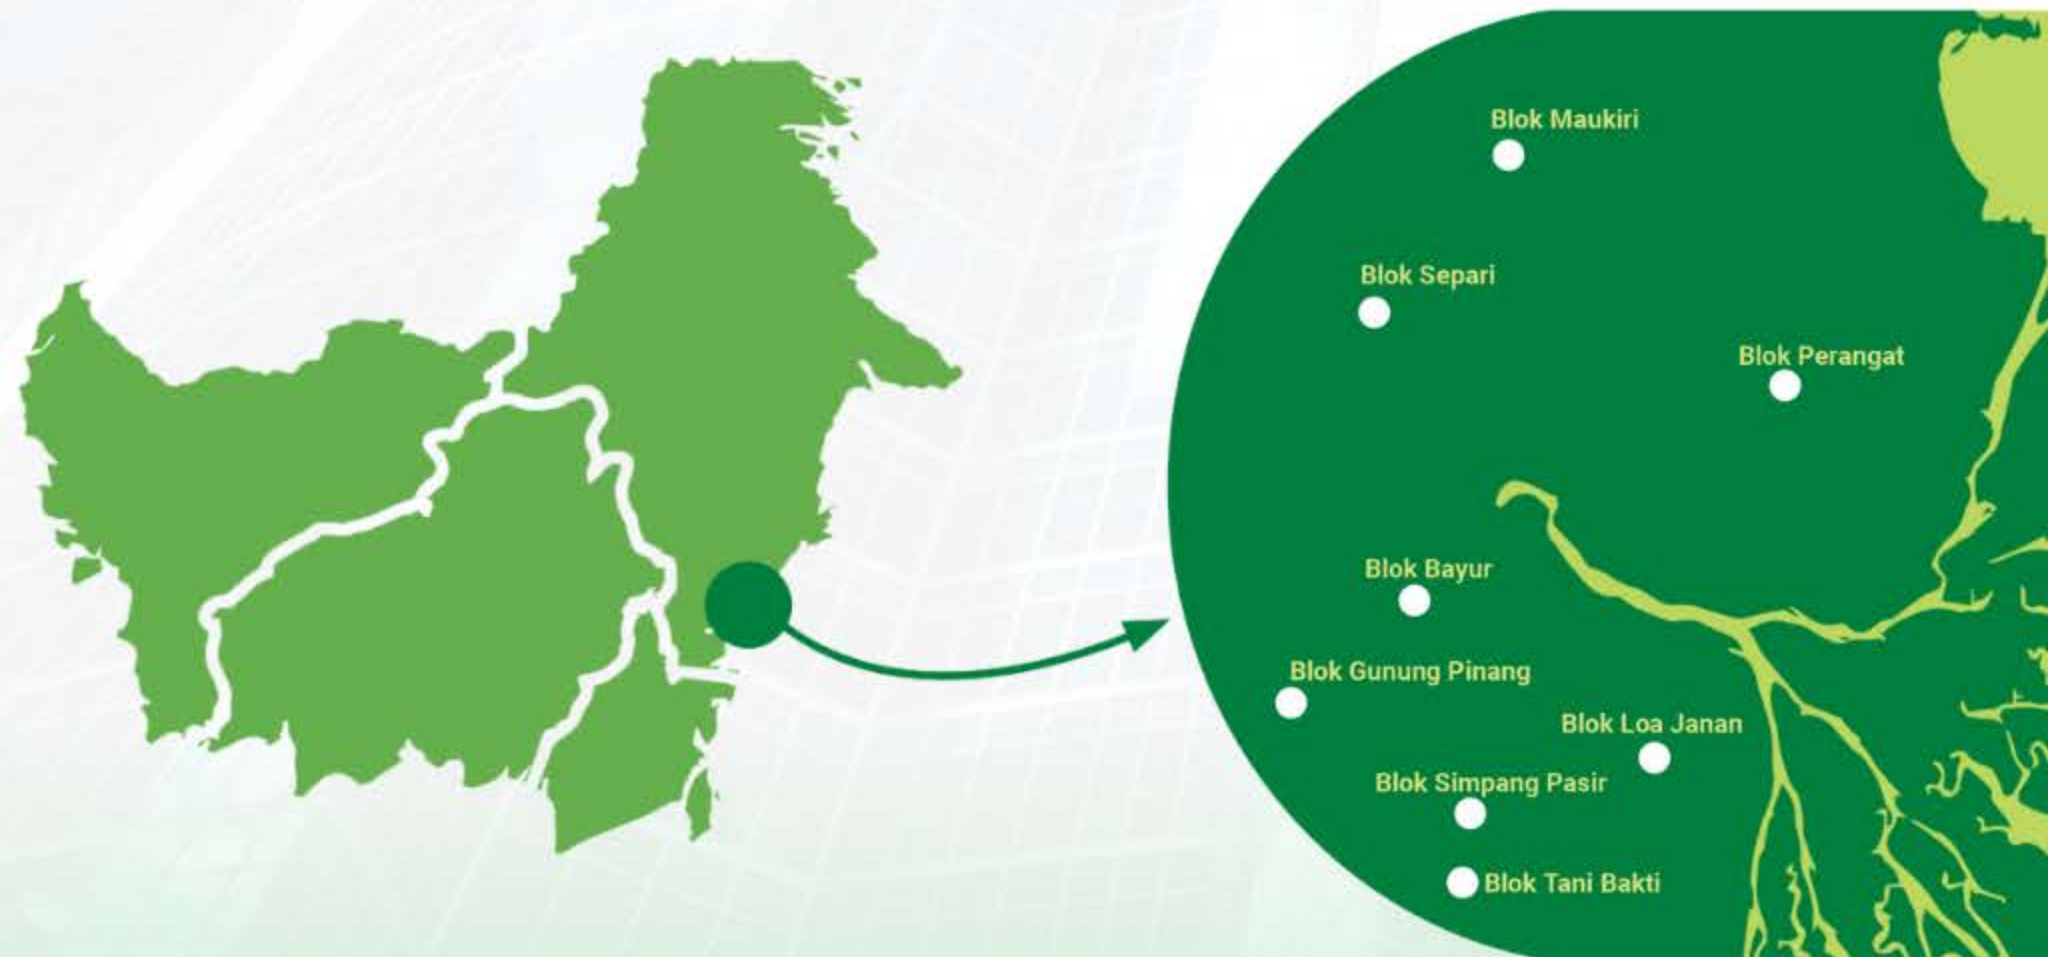 Blok Maukiri
Blok Separi
Blok Perangat
Blok Bayur
Blok Gunung Pinang
Blok Loa Janan
Blok Simpang Pasir
Blok Tani Bakti